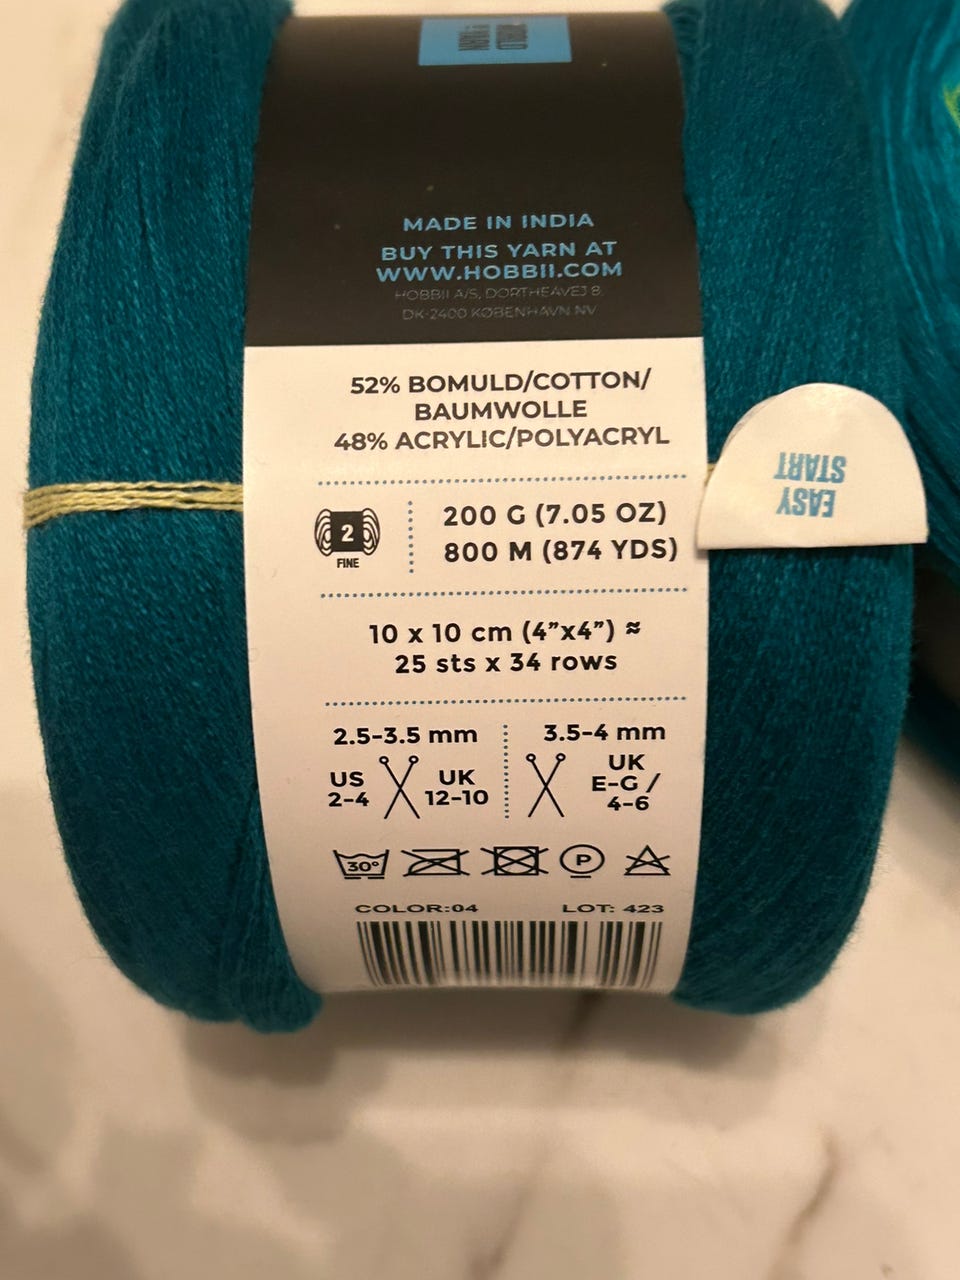 MADE IN INDIA
BUY THIS YARN AT
WWW.HOBBII.COM
HOBBII A/S, DORTHEAVEJ 8,
DK-2400 KØBENHAVN NV
52% BOMULD/COTTON/
BAUMWOLLE
48% ACRYLIC/POLYACRYL
EASY
START
2
FINE
200 G (7.05 OZ)
800 M (874 YDS)
10 x 10 cm (4”x4”) ≈
25 sts x 34 rows
2.5-3.5 mm
US
2-4
UK
12-10
3.5-4 mm
UK
E-G /
4-6
30°
P
COLOR:04
LOT: 423